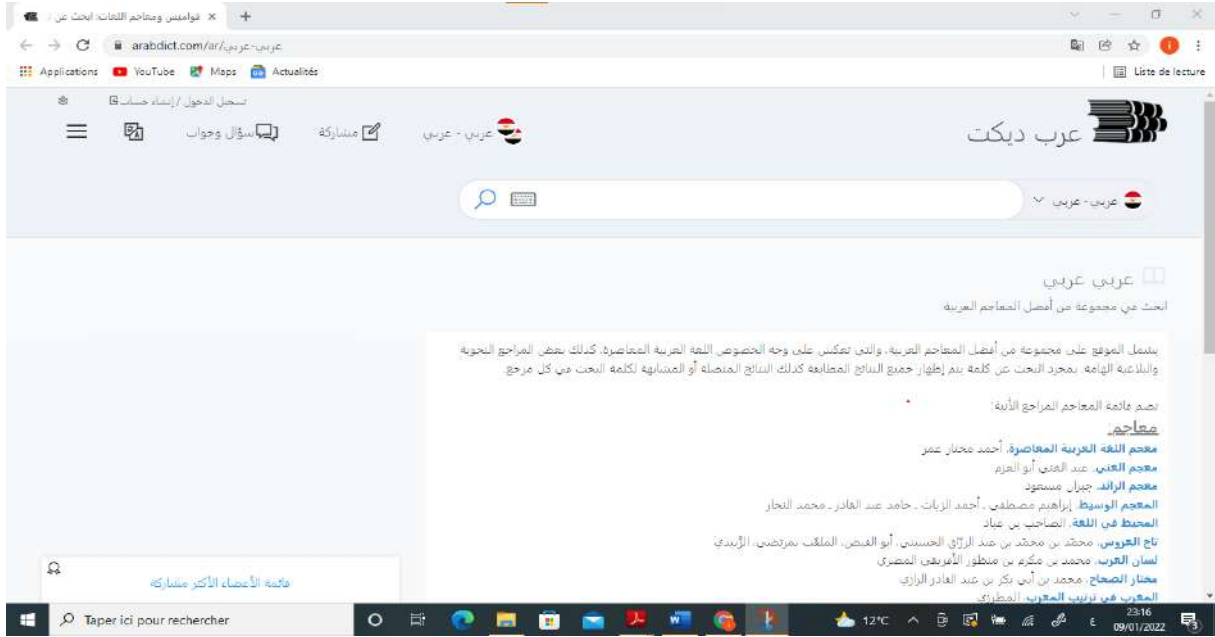 قواميس ومعاجم اللغات: ابحث عن
arabdict.com/ar/عربي-عربي
Applications YouTube Maps Actualités
Liste de lecture
تسجيل الدخول / إنشاء حساب
عرب ديكت
عربي - عربي
مشاركة
سؤال وجواب
عربي - عربي
عربي عربي
ابحث في مجموعة من أفضل المعاجم العربية
يشمل الموقع على مجموعة من أفضل المعاجم العربية، والتي تعكس على وجه الخصوص اللغة العربية المعاصرة، كذلك بعض المراجع النحوية
والبلاغية الهامة. بمجرد البحث عن كلمة يتم إظهار جميع النتائج المطابقة كذلك النتائج المتصلة أو المشابهة لكلمة البحث في كل مرجع.
تضم قائمة المعاجم المراجع الآتية:
معاجم:
معجم اللغة العربية المعاصرة. أحمد مختار عمر
معجم الغني. عبد الغني أبو العزم
معجم الرائد. جبران مسعود
المعجم الوسيط. إبراهيم مصطفى ـ أحمد الزيات ـ حامد عبد القادر ـ محمد النجار
المحيط في اللغة. الصاحب بن عباد
تاج العروس. محمّد بن محمّد بن عبد الرزّاق الحسيني، أبو الفيض، الملقّب بمرتضى، الزَّبيدي
لسان العرب. محمد بن مكرم بن منظور الأفريقي المصري
مختار الصحاح. محمد بن أبي بكر بن عبد القادر الرازي
المغرب في ترتيب المعرب. المطرزي
قائمة الأعضاء الأكثر مشاركة
Taper ici pour rechercher
12°C
23:16
09/01/2022